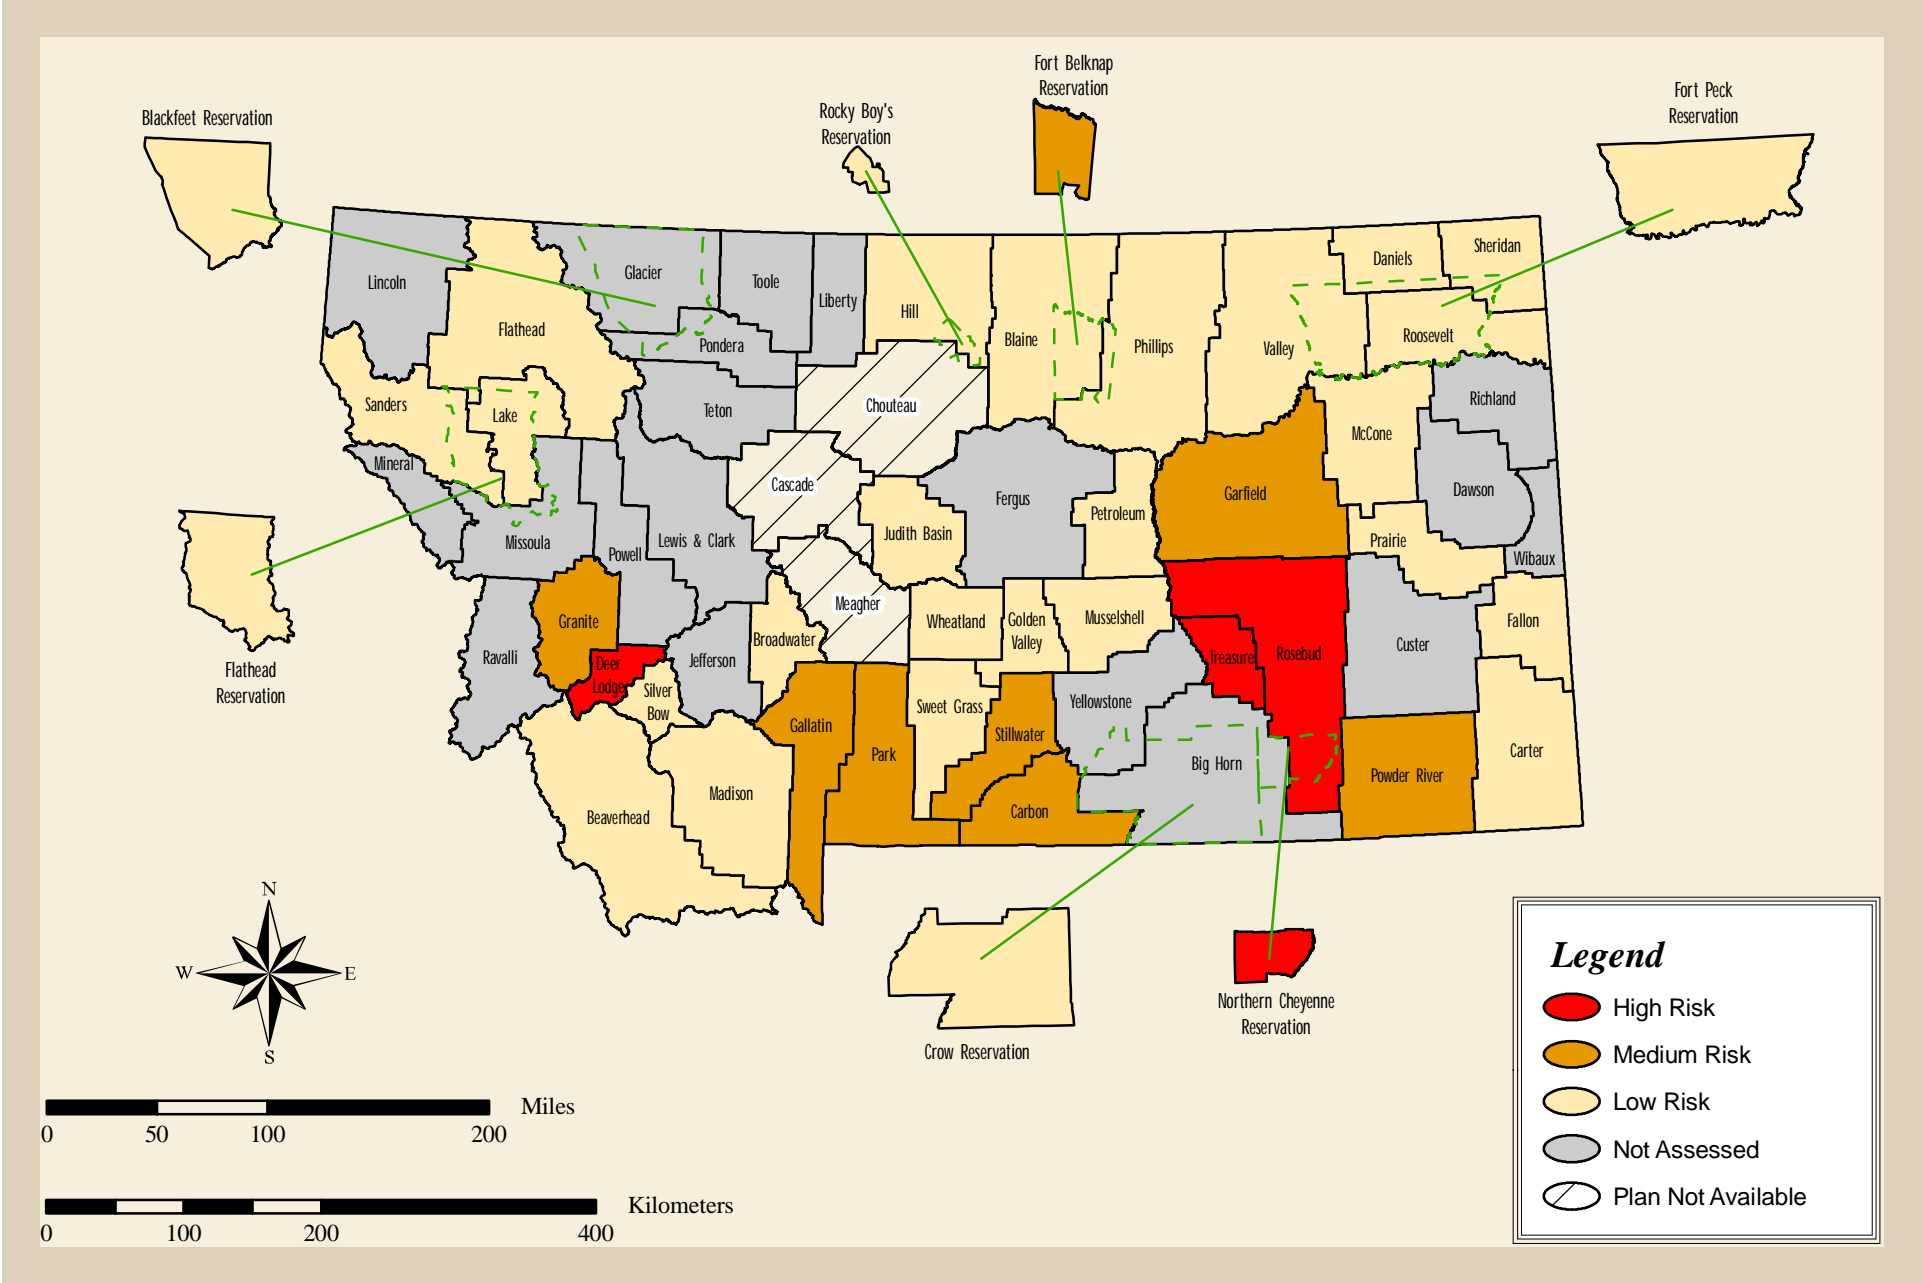 Fort Belknap
Reservation
Fort Peck
Reservation
Rocky Boy's
Reservation
Blackfeet Reservation
Sheridan
Daniels
Glacier
Lincoln
Toole
Liberty
Hill
Flathead
Blaine
Roosevelt
Pondera
Phillips
Valley
Richland
Sanders
Lake
Teton
Chouteau
McCone
Mineral
Cascade
Fergus
Garfield
Dawson
Petroleum
Missoula
Powell
Lewis & Clark
Judith Basin
Prairie
Wibaux
Meagher
Granite
Wheatland
Golden
Valley
Musselshell
Fallon
Broadwater
Ravalli
Deer
Lodge
Jefferson
Treasure
Rosebud
Custer
Flathead
Reservation
Silver
Bow
Sweet Grass
Yellowstone
Gallatin
Stillwater
Park
Big Horn
Carter
Powder River
Madison
Beaverhead
Carbon
N
W
E
S
Legend
High Risk
Medium Risk
Low Risk
Not Assessed
Plan Not Available
Northern Cheyenne
Reservation
Crow Reservation
Miles
0 50 100 200
Kilometers
0 100 200 400